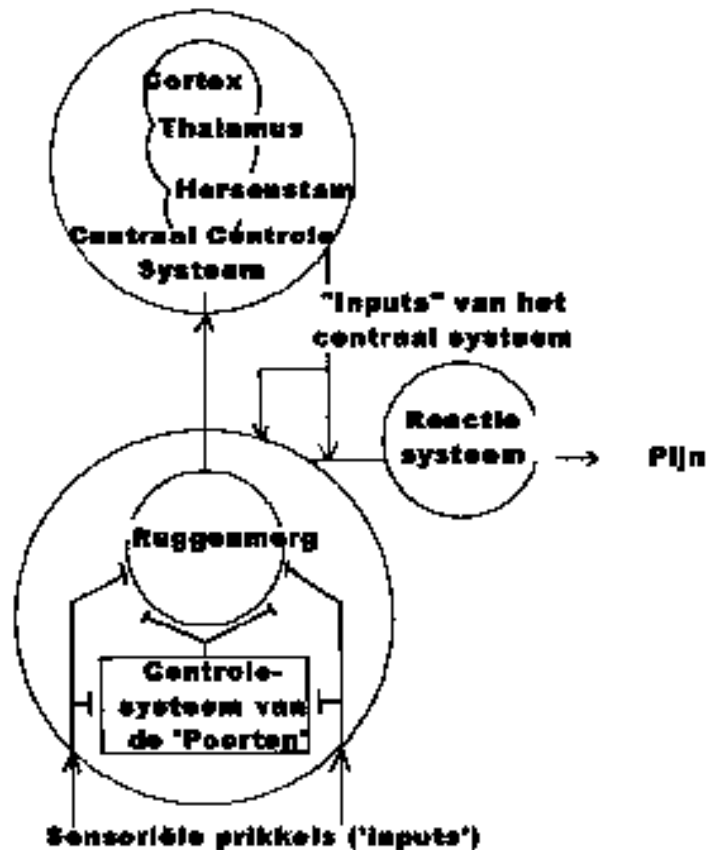 Cortex
Thalamus
Hersenstam
Centraal Controle
Systeem
"Inputs" van het
centraal systeem
Reactie
systeem
Pijn
Ruggenmerg
Controle-
systeem van
de "Poorten"
Sensoriële prikkels ('inputs')